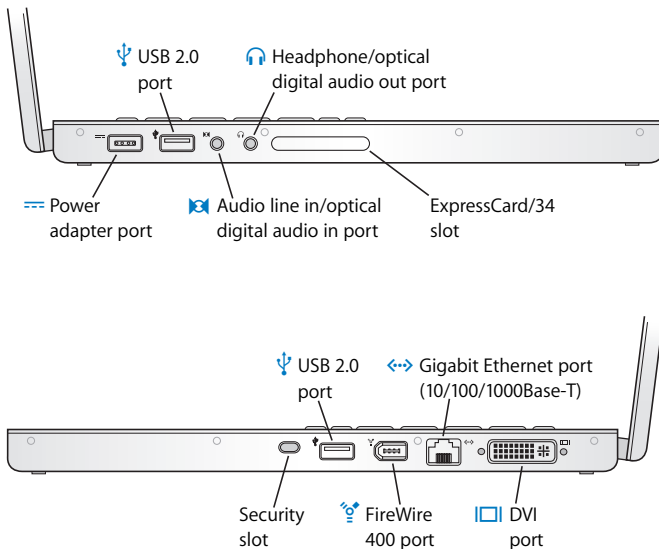 USB 2.0
port
Headphone/optical
digital audio out port
Power
adapter port
Audio line in/optical
digital audio in port
ExpressCard/34
slot
USB 2.0
port
Gigabit Ethernet port
(10/100/1000Base-T)
Security
slot
FireWire
400 port
DVI
port